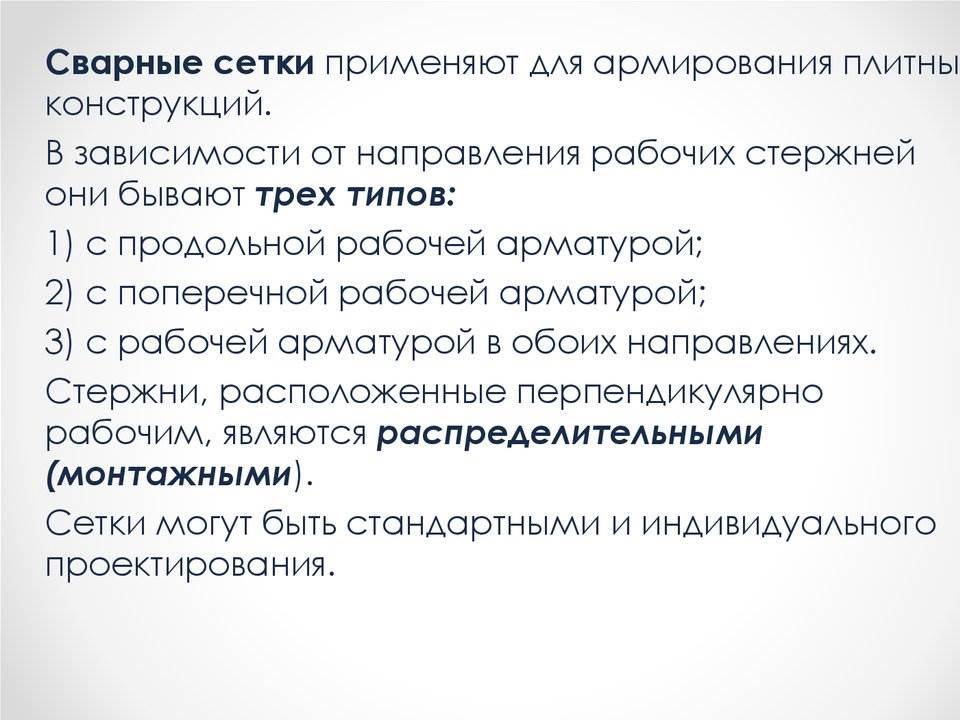 Сварные сетки применяют для армирования плитны
конструкций.
В зависимости от направления рабочих стержней
они бывают трех типов:
1) с продольной рабочей арматурой;
2) с поперечной рабочей арматурой;
3) с рабочей арматурой в обоих направлениях.
Стержни, расположенные перпендикулярно
рабочим, являются распределительными
(монтажными).
Сетки могут быть стандартными и индивидуального
проектирования.